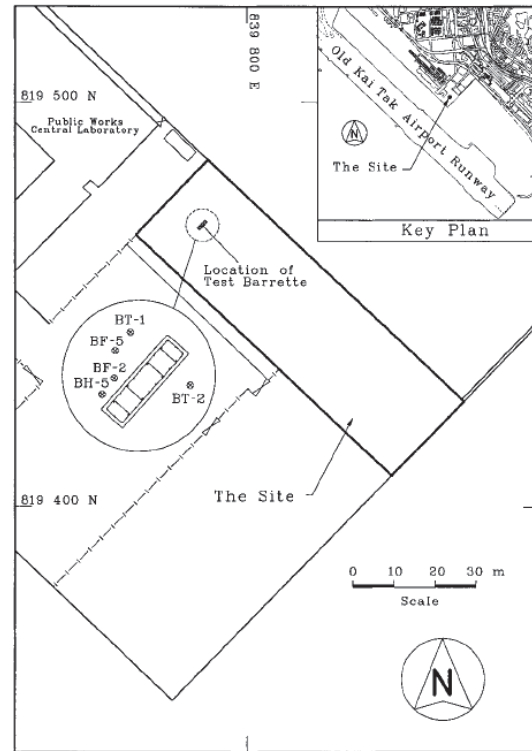 839 800 E
819 500 N
Public Works
Central Laboratory
Old Kai Tak Airport Runway
The Site
Key Plan
Location of
Test Barrette
BT-1
BF-5
BF-2
BH-5
BT-2
The Site
819 400 N
0 10 20 30 m
Scale
N